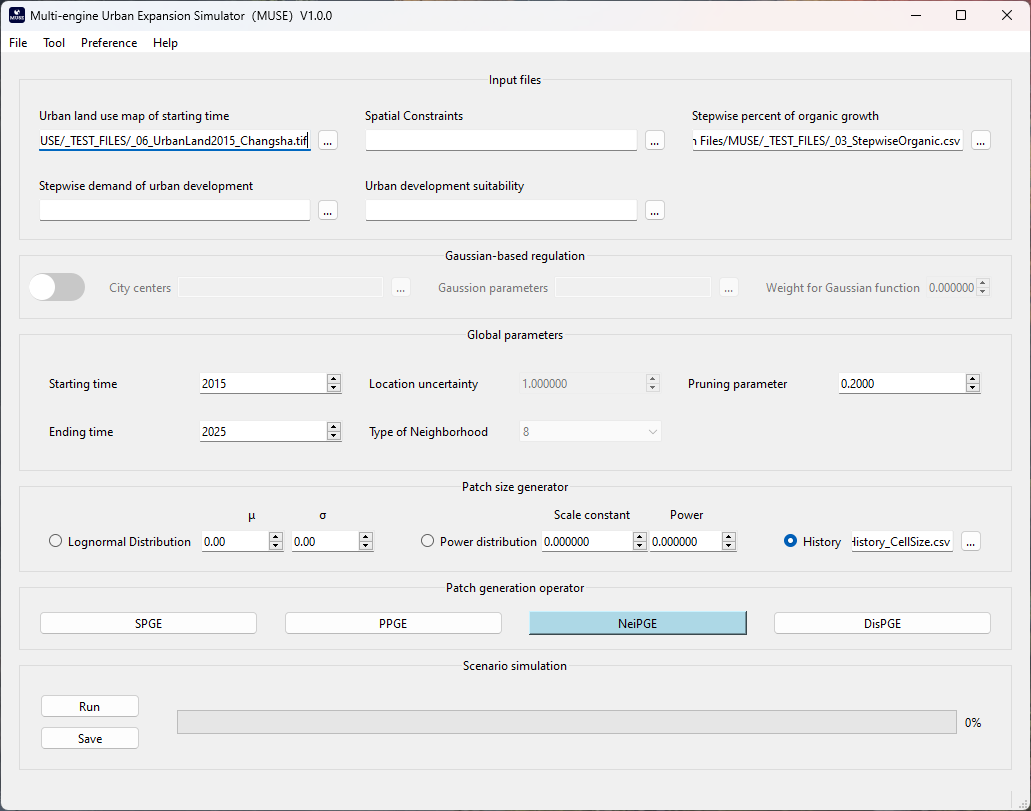 Multi-engine Urban Expansion Simulator (MUSE) V1.0.0
File Tool Preference Help
Input files
Urban land use map of starting time Spatial Constraints Stepwise percent of organic growth
USE/_TEST_FILES/_06_UrbanLand2015_Changsha.tif ... ... n Files/MUSE/_TEST_FILES/_03_StepwiseOrganic.csv ...
Stepwise demand of urban development Urban development suitability
... ...
Gaussian-based regulation
City centers ... Gaussion parameters ... Weight for Gaussian function 0.000000
Global parameters
Starting time 2015 Location uncertainty 1.000000 Pruning parameter 0.2000
Ending time 2025 Type of Neighborhood 8
Patch size generator
μ σ Scale constant Power
Lognormal Distribution 0.00 0.00 Power distribution 0.000000 0.000000 History History_CellSize.csv ...
Patch generation operator
SPGE PPGE NeiPGE DisPGE
Scenario simulation
Run
0%
Save